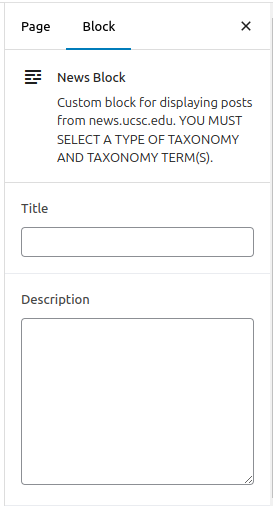 Page Block
News Block
Custom block for displaying posts
from news.ucsc.edu. YOU MUST
SELECT A TYPE OF TAXONOMY
AND TAXONOMY TERM(S).
Title
Description